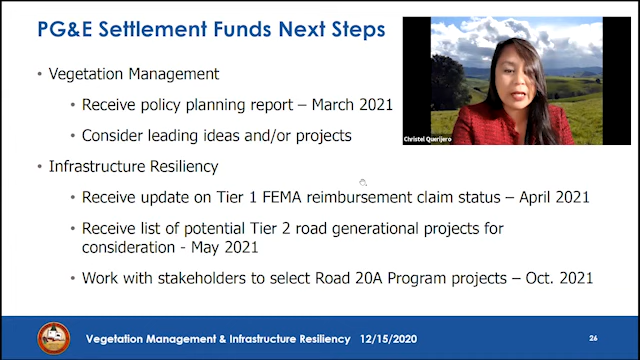 PG&E Settlement Funds Next Steps
• Vegetation Management
• Receive policy planning report – March 2021
• Consider leading ideas and/or projects
Christel Querijero
• Infrastructure Resiliency
• Receive update on Tier 1 FEMA reimbursement claim status – April 2021
• Receive list of potential Tier 2 road generational projects for
consideration - May 2021
• Work with stakeholders to select Road 20A Program projects – Oct. 2021
Vegetation Management & Infrastructure Resiliency 12/15/2020
26